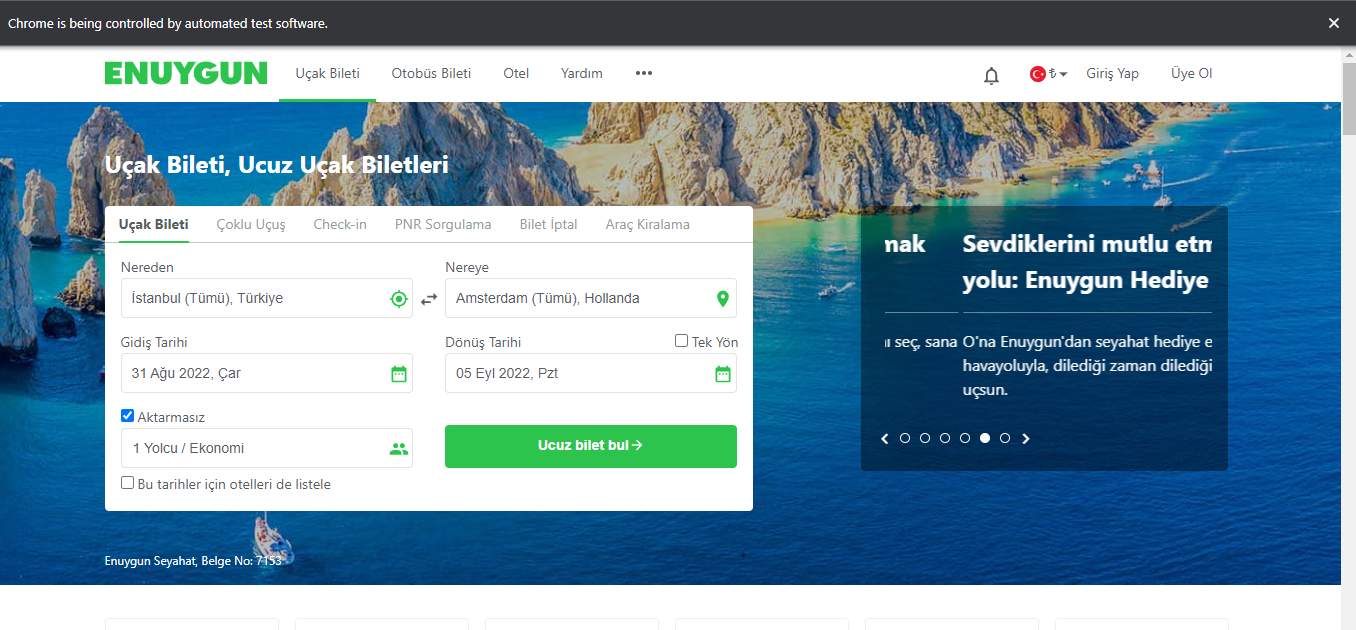 Chrome is being controlled by automated test software.
ENUYGUN
Uçak Bileti
Otobüs Bileti
Otel
Yardım
₺
Giriş Yap
Üye Ol
Uçak Bileti, Ucuz Uçak Biletleri
Uçak Bileti
Çoklu Uçuş
Check-in
PNR Sorgulama
Bilet İptal
Araç Kiralama
Nereden
İstanbul (Tümü), Türkiye
Nereye
Amsterdam (Tümü), Hollanda
Gidiş Tarihi
31 Ağu 2022, Çar
Dönüş Tarihi
Tek Yön
05 Eyl 2022, Pzt
Aktarmasız
1 Yolcu / Ekonomi
Ucuz bilet bul
Bu tarihler için otelleri de listele
mak
seç, sana
Sevdiklerini mutlu etm
yolu: Enuygun Hediye
O'na Enuygun'dan seyahat hediye e
havayoluyla, dilediği zaman dilediği
uçsun.
Enuygun Seyahat, Belge No: 7153